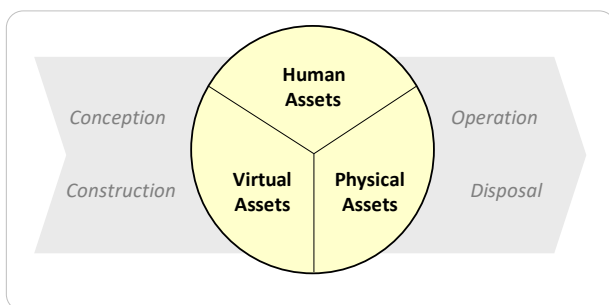 Human
Assets
Conception
Operation
Construction
Virtual
Assets
Physical
Assets
Disposal